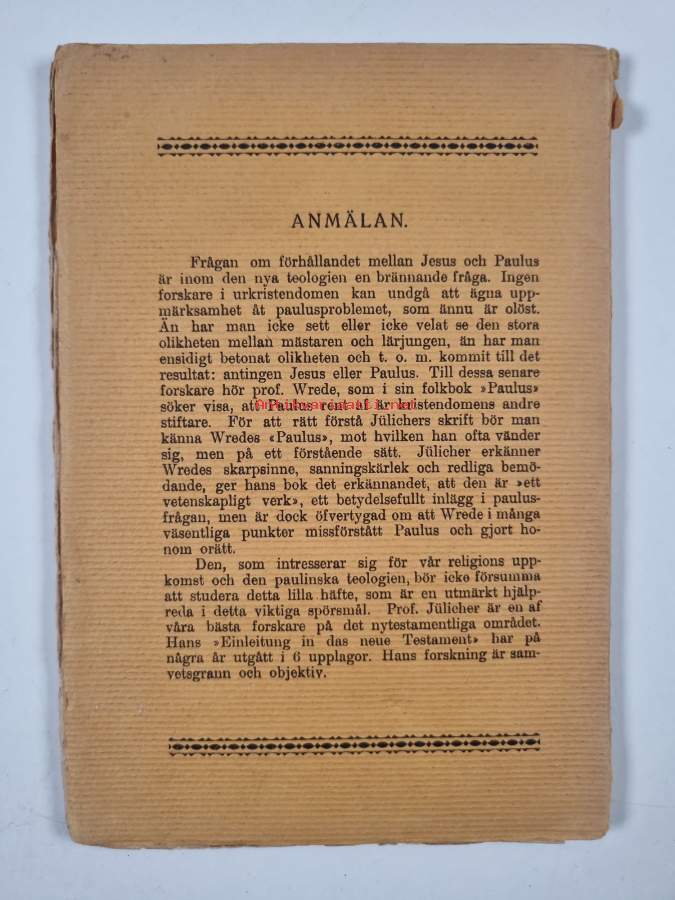 ANMÄLAN.
Frågan om förhållandet mellan Jesus och Paulus
är inom den nya teologien en brännande fråga. Ingen
forskare i urkristendomen kan undgå att ägna upp-
märksamhet åt paulusproblemet, som ännu är olöst.
Än har man icke sett eller icke velat se den stora
olikheten mellan mästaren och lärjungen, än har man
ensidigt betonat olikheten och t. o. m. kommit till det
resultat: antingen Jesus eller Paulus. Till dessa senare
forskare hör prof. Wrede, som i sin folkbok »Paulus»
söker visa, att Paulus rent af är kristendomens andre
stiftare. För att rätt förstå Jülichers skrift bör man
känna Wredes «Paulus», mot hvilken han ofta vänder
sig, men på ett förstående sätt. Jülicher erkänner
Wredes skarpsinne, sanningskärlek och redliga bemö-
dande, ger hans bok det erkännandet, att den är »ett
vetenskapligt verk», ett betydelsefullt inlägg i paulus-
frågan, men är dock öfvertygad om att Wrede i många
väsentliga punkter missförstått Paulus och gjort ho-
nom orätt.
Den, som intresserar sig för vår religions upp-
komst och den paulinska teologien, bör icke försumma
att studera detta lilla häfte, som är en utmärkt hjälp-
reda i detta viktiga spörsmål. Prof. Jülicher är en af
våra bästa forskare på det nytestamentliga området.
Hans »Einleitung in das neue Testament» har på
några år utgått i 6 upplagor. Hans forskning är sam-
vetsgrann och objektiv.